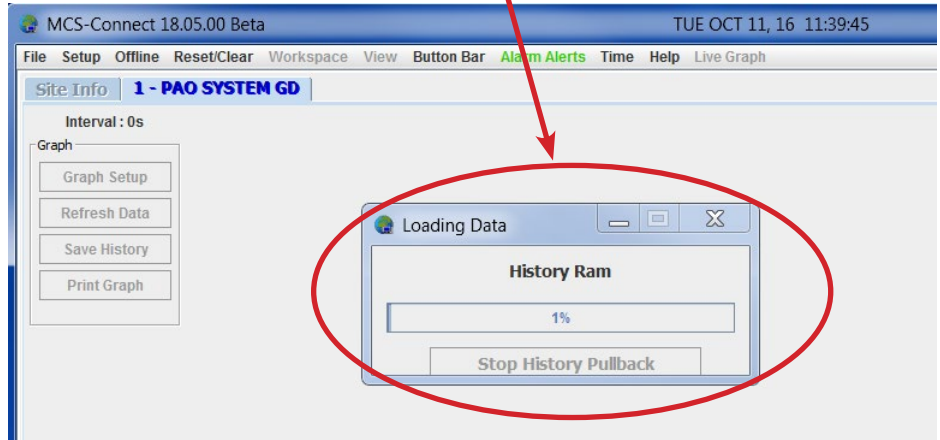 MCS-Connect 18.05.00 Beta TUE OCT 11, 16 11:39:45
File Setup Offline Reset/Clear Workspace View Button Bar Alarm Alerts Time Help Live Graph
Site Info 1 - PAO SYSTEM GD
Interval : 0s
Graph
Graph Setup
Refresh Data
Save History
Print Graph
Loading Data
History Ram
1%
Stop History Pullback